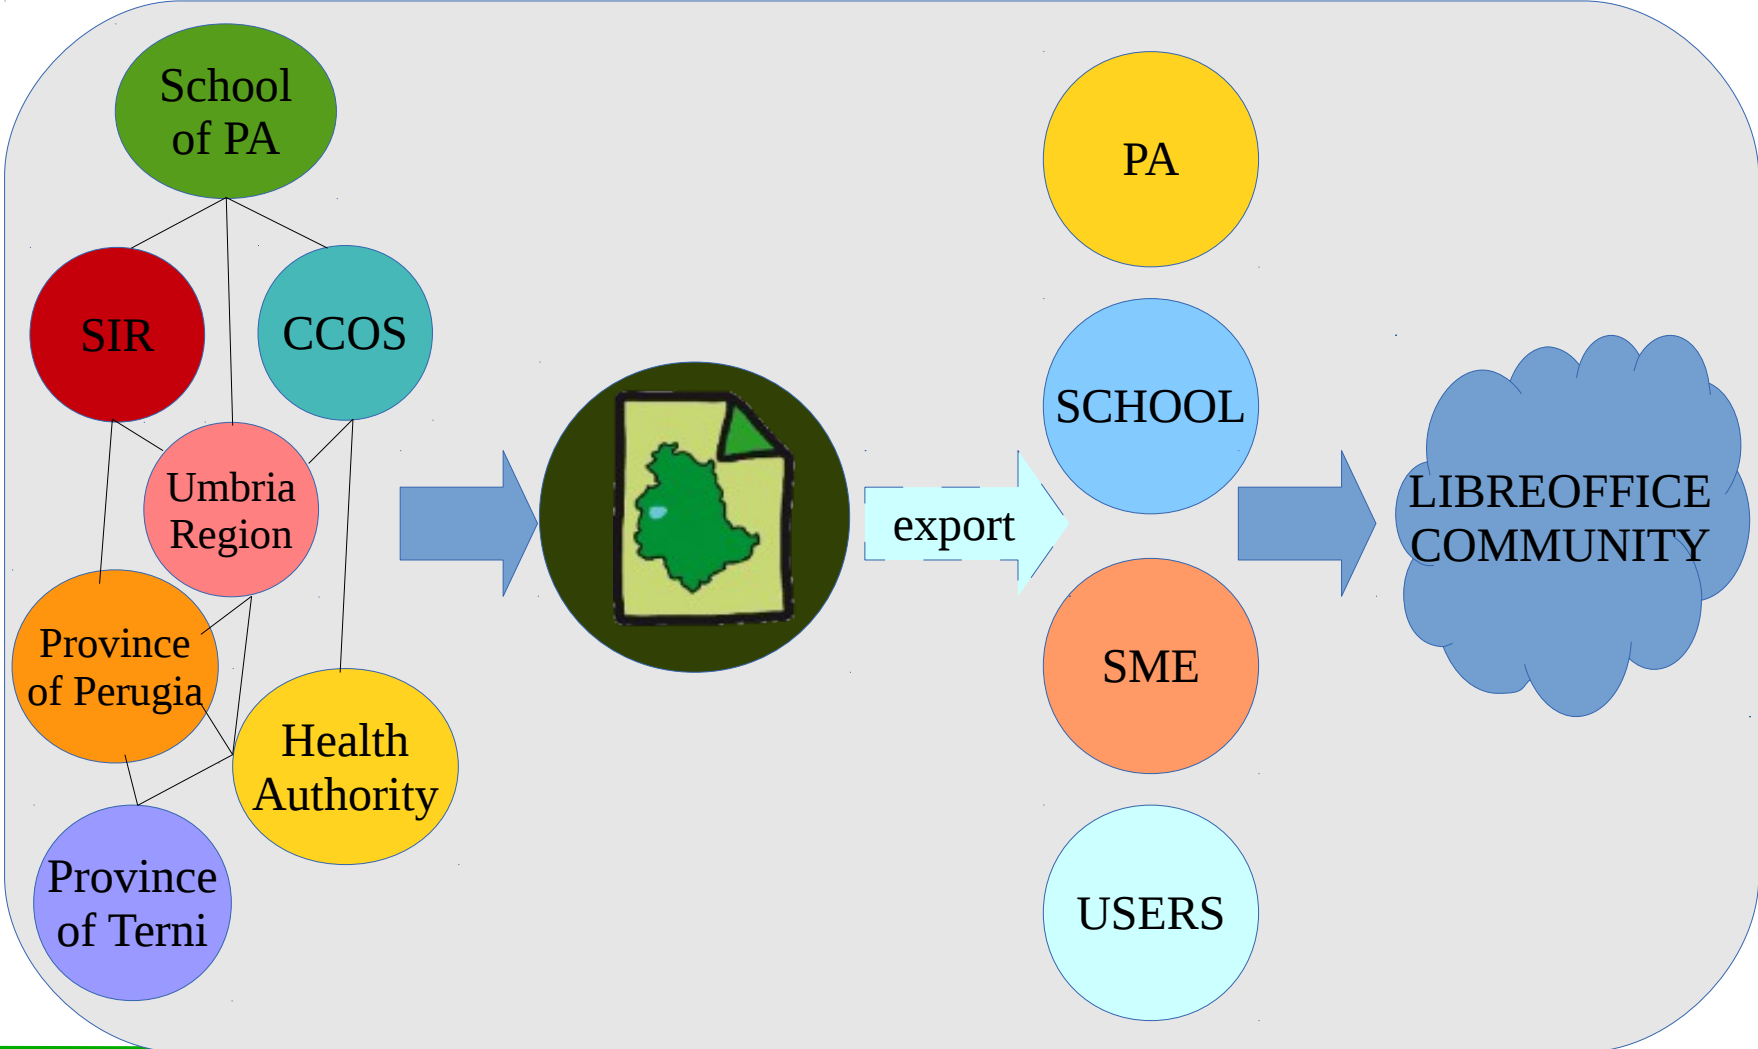 School
of PA
SIR
CCOS
Umbria
Region
Province
of Perugia
Health
Authority
Province
of Terni
export
PA
SCHOOL
SME
USERS
LIBREOFFICE
COMMUNITY